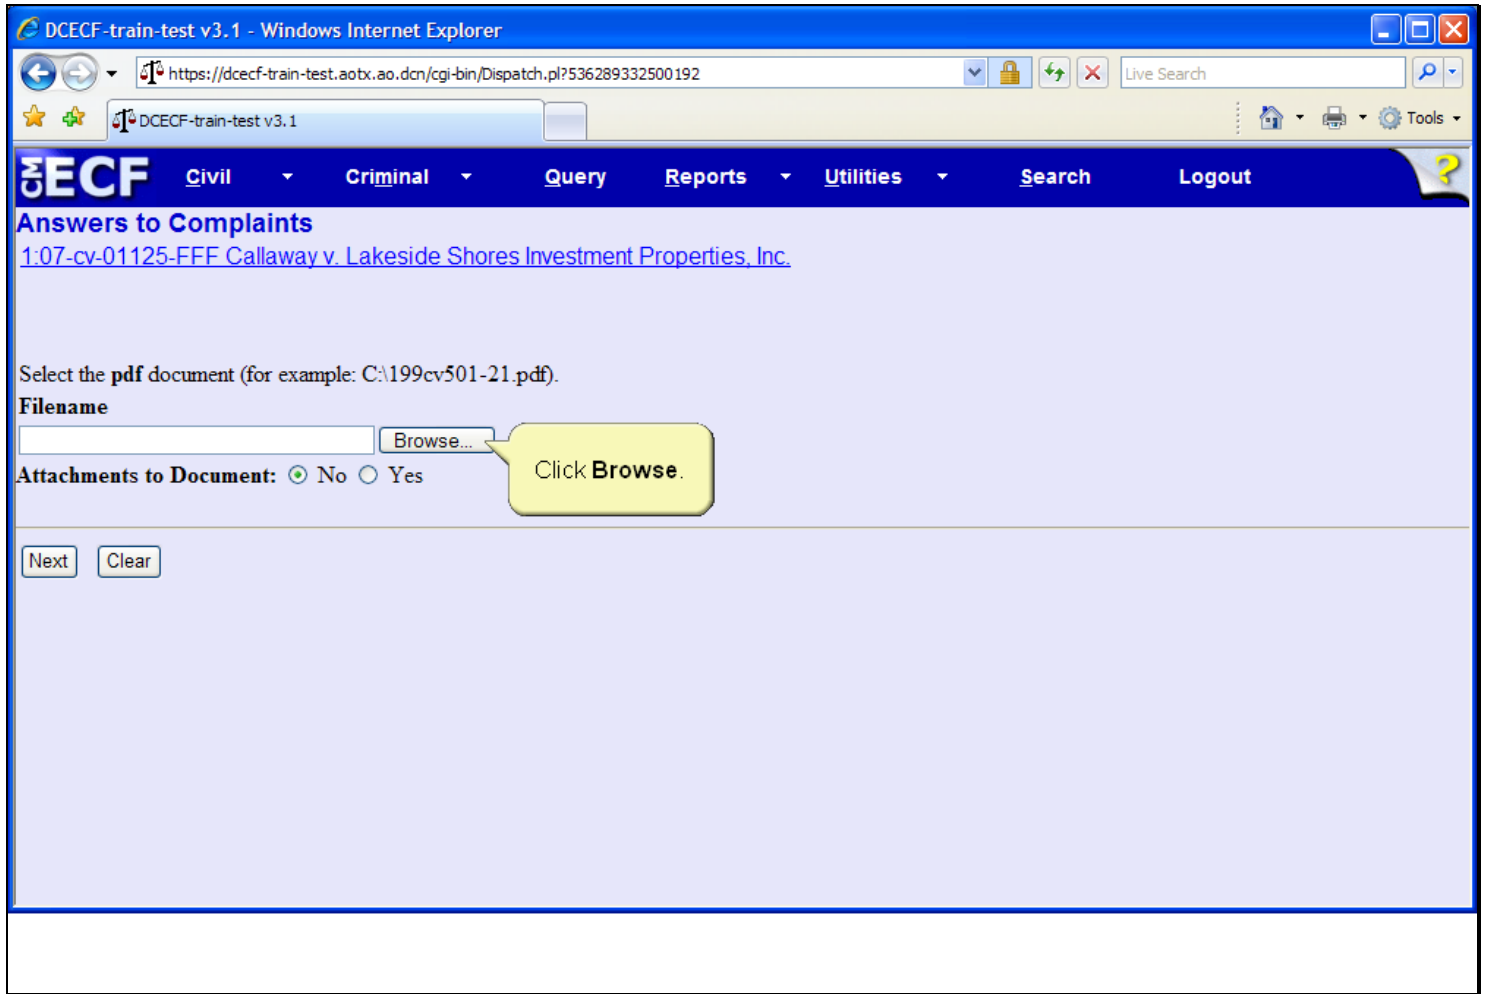 DCECF-train-test v3.1 - Windows Internet Explorer
https://dcecf-train-test.aotx.ao.dcn/cgi-bin/Dispatch.pl?536289332500192
Live Search
DCECF-train-test v3.1
Tools
CM ECF Civil Criminal Query Reports Utilities Search Logout ?
Answers to Complaints
1:07-cv-01125-FFF Callaway v. Lakeside Shores Investment Properties, Inc.
Select the pdf document (for example: C:\199cv501-21.pdf).
Filename
Browse...
Click Browse.
Attachments to Document: No Yes
Next Clear